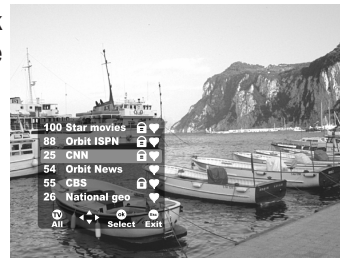 k
e
100 Star movies
88 Orbit ISPN
25 CNN
54 Orbit News
55 CBS
26 National geo
TV OK Exit
All Select Exit